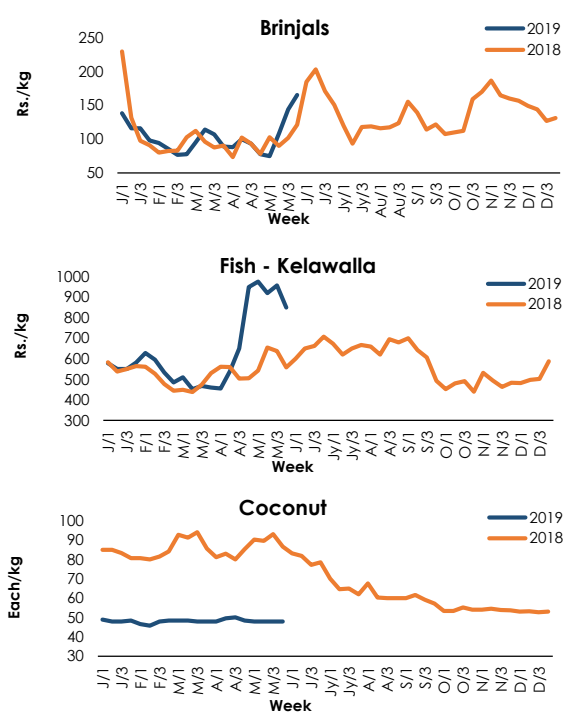 Brinjals
2019
2018
Rs./kg
250
200
150
100
50
J/1 J/3 F/1 F/3 M/1 M/3 A/1 A/3 M/1 M/3 J/1 J/3 Jy/1 Jy/3 Au/1 Au/3 S/1 S/3 O/1 O/3 N/1 N/3 D/1 D/3
Week
Fish - Kelawalla
2019
2018
Rs./kg
1000
900
800
700
600
500
400
300
J/1 J/3 F/1 F/3 M/1 M/3 A/1 A/3 M/1 M/3 J/1 J/3 Jy/1 Jy/3 A/1 A/3 S/1 S/3 O/1 O/3 N/1 N/3 D/1 D/3
Week
Coconut
2019
2018
Each/kg
100
90
80
70
60
50
40
30
J/1 J/3 F/1 F/3 M/1 M/3 A/1 A/3 M/1 M/3 J/1 J/3 Jy/1 Jy/3 A/1 A/3 S/1 S/3 O/1 O/3 N/1 N/3 D/1 D/3
Week